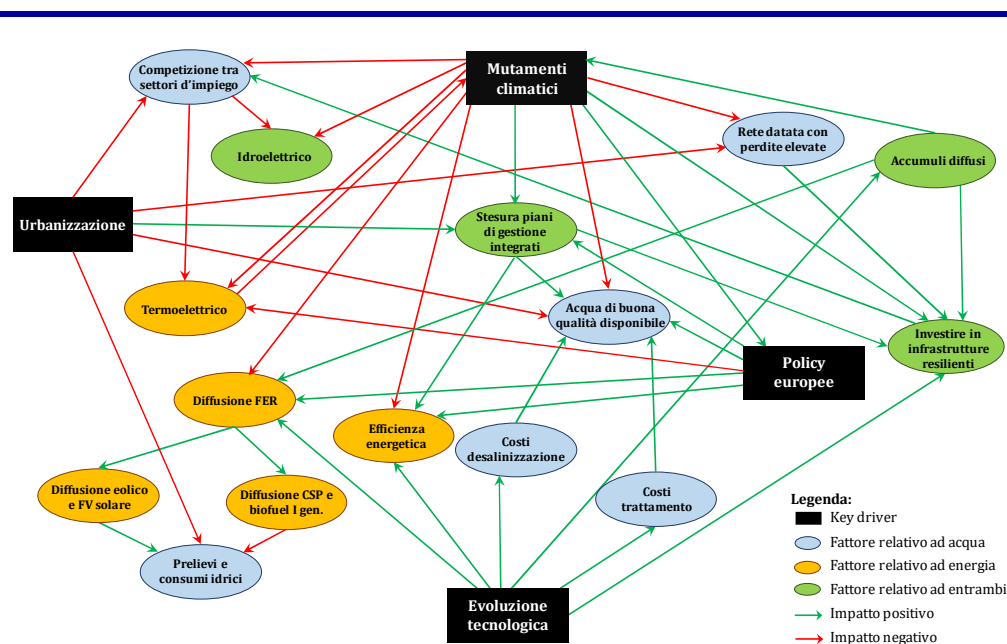 Competizione tra
settori d'impiego
Mutamenti
climatici
Rete datata con
perdite elevate
Idroelettrico
Accumuli diffusi
Urbanizzazione
Stesura piani
di gestione
integrati
Termoelettrico
Acqua di buona
qualità disponibile
Investire in
infrastrutture
resilienti
Policy
europee
Diffusione FER
Efficienza
energetica
Costi
desalinizzazione
Diffusione eolico
e FV solare
Diffusione CSP e
biofuel I gen.
Costi
trattamento
Prelievi e
consumi idrici
Evoluzione
tecnologica
Legenda:
Key driver
Fattore relativo ad acqua
Fattore relativo ad energia
Fattore relativo ad entrambi
Impatto positivo
Impatto negativo